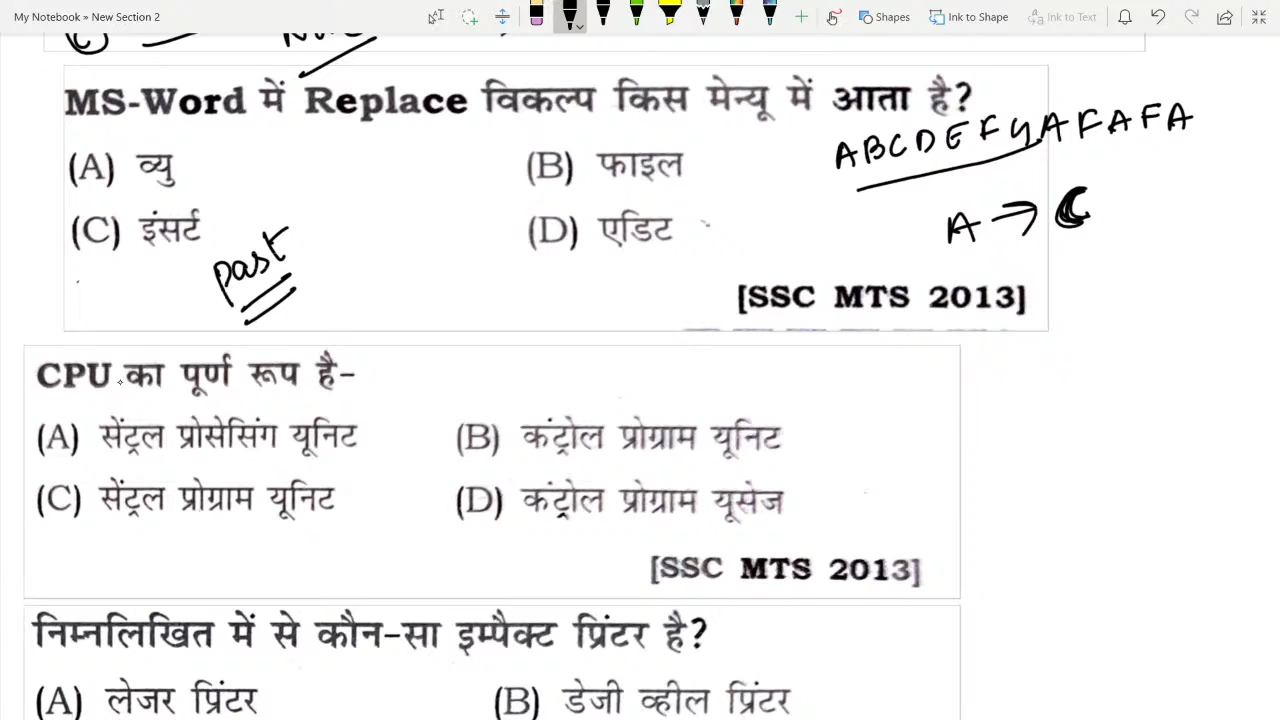 My Notebook » New Section 2
Shapes
Ink to Shape
Ink to Text
MS-Word में Replace विकल्प किस मेन्यू में आता है?
(A) व्यु (B) फाइल
(C) इंसर्ट (D) एडिट
ABCDEFGAFAFA
A → C
past
[SSC MTS 2013]
CPU का पूर्ण रूप है-
(A) सेंट्रल प्रोसेसिंग यूनिट (B) कंट्रोल प्रोग्राम यूनिट
(C) सेंट्रल प्रोग्राम यूनिट (D) कंट्रोल प्रोग्राम यूसेज
[SSC MTS 2013]
निम्नलिखित में से कौन-सा इम्पैक्ट प्रिंटर है?
(A) लेजर प्रिंटर (B) डेजी व्हील प्रिंटर